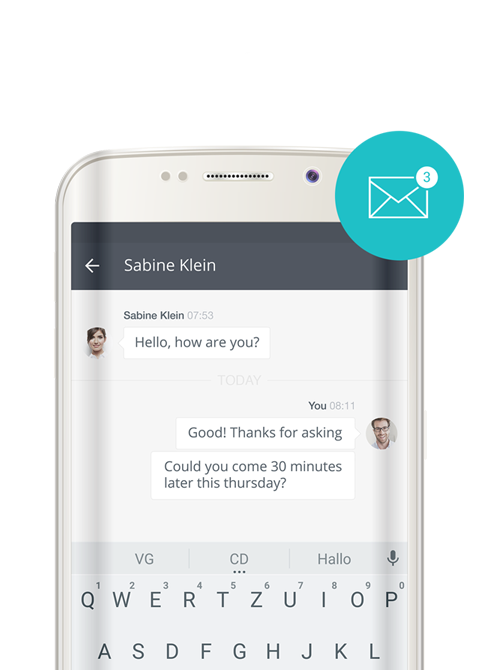 3
Sabine Klein
Sabine Klein 07:53
Hello, how are you?
TODAY
You 08:11
Good! Thanks for asking
Could you come 30 minutes
later this thursday?
VG CD Hallo
1 2 3 4 5 6 7 8 9 0
Q W E R T Z U I O P
A S D F G H J K L